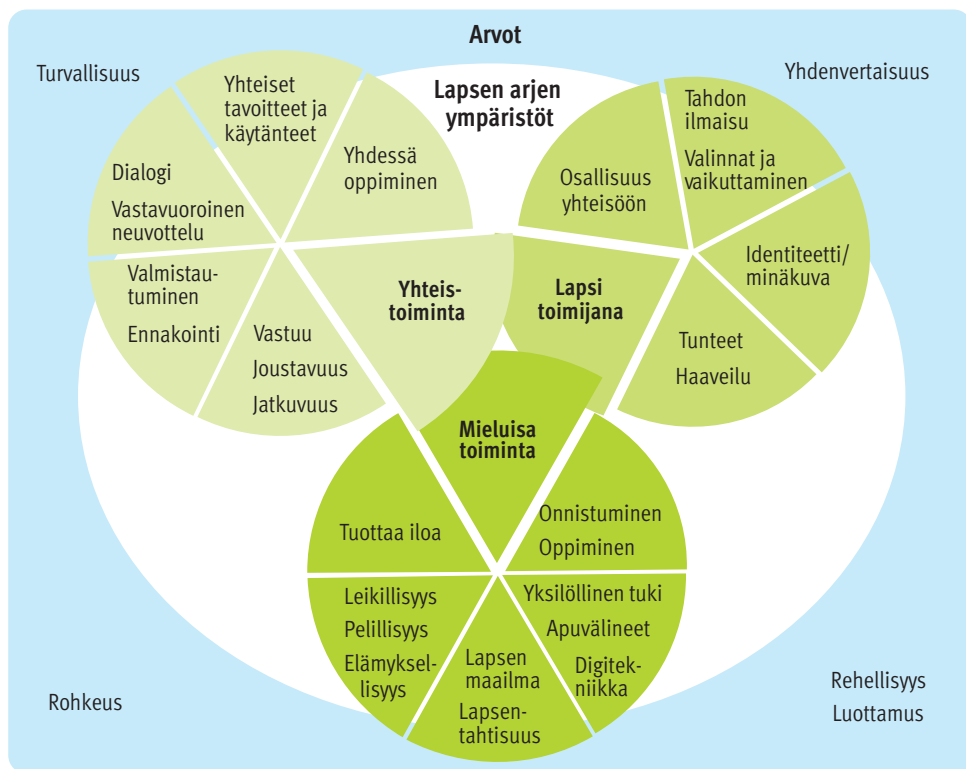 Arvot
Turvallisuus
Yhdenvertaisuus
Lapsen arjen
ympäristöt
Yhteiset
tavoitteet ja
käytänteet
Yhdessä
oppiminen
Dialogi
Vastavuoroinen
neuvottelu
Valmistau-
tuminen
Ennakointi
Vastuu
Joustavuus
Jatkuvuus
Yhteis-
toiminta
Osallisuus
yhteisöön
Tahdon
ilmaisu
Valinnat ja
vaikuttaminen
Identiteetti/
minäkuva
Tunteet
Haaveilu
Lapsi
toimijana
Mieluisa
toiminta
Tuottaa iloa
Onnistuminen
Oppiminen
Leikillisyys
Pelillisyys
Elämyksel-
lisyys
Lapsen
maailma
Lapsen-
tahtisuus
Yksilöllinen tuki
Apuvälineet
Digitek-
niikka
Rohkeus
Rehellisyys
Luottamus